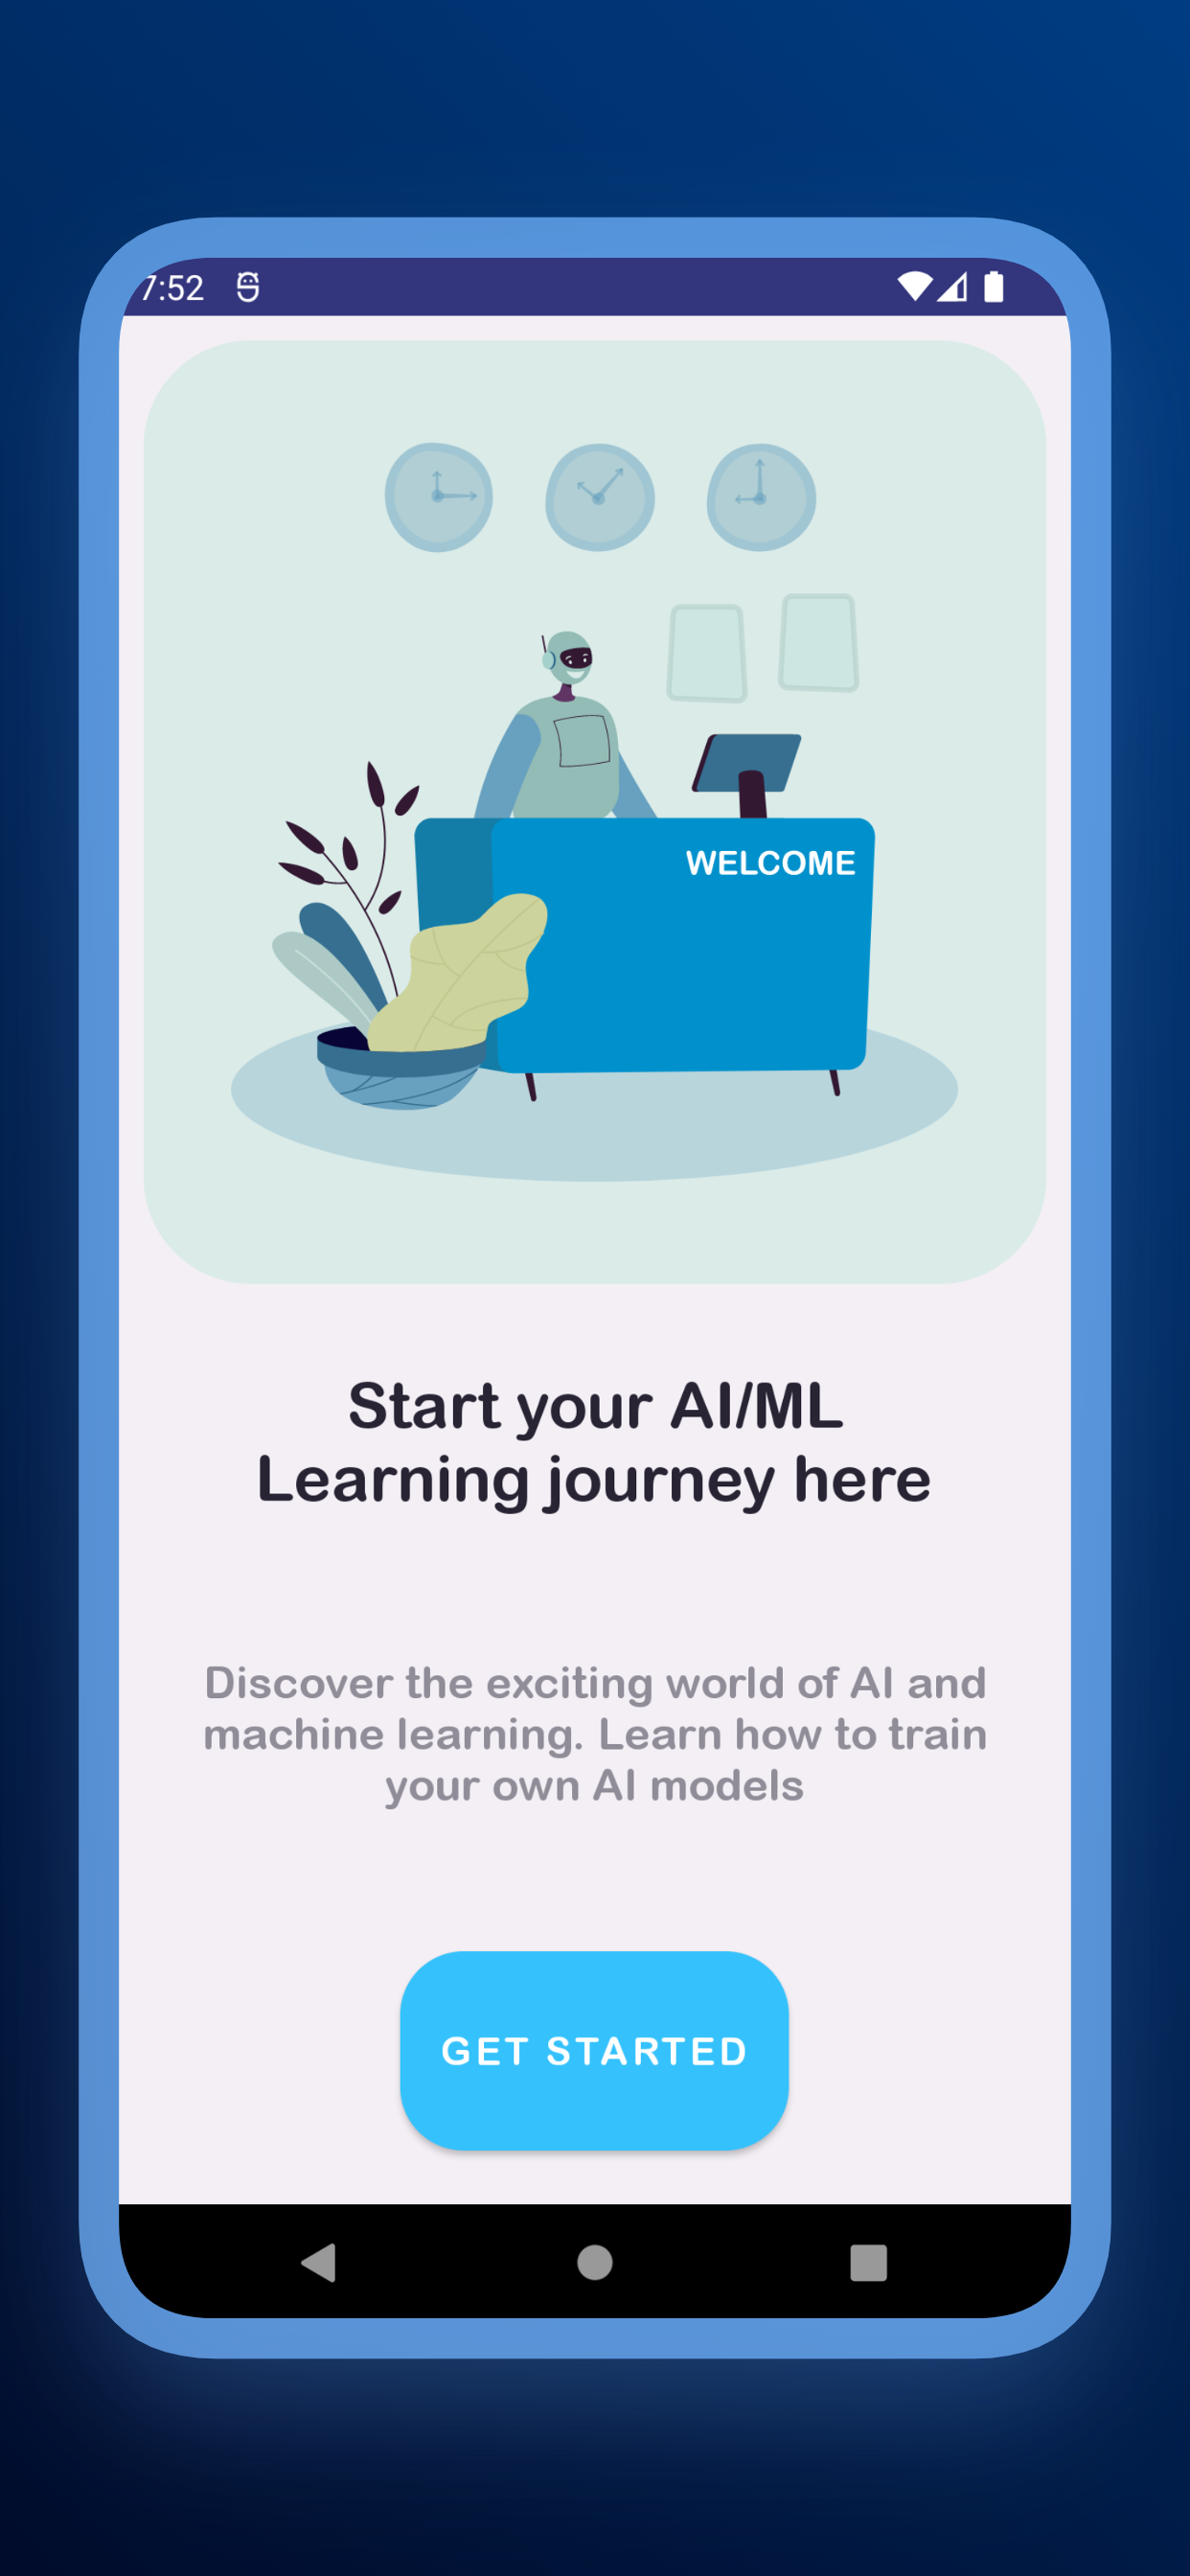 7:52
WELCOME
Start your AI/ML
Learning journey here
Discover the exciting world of AI and
machine learning. Learn how to train
your own AI models
GET STARTED